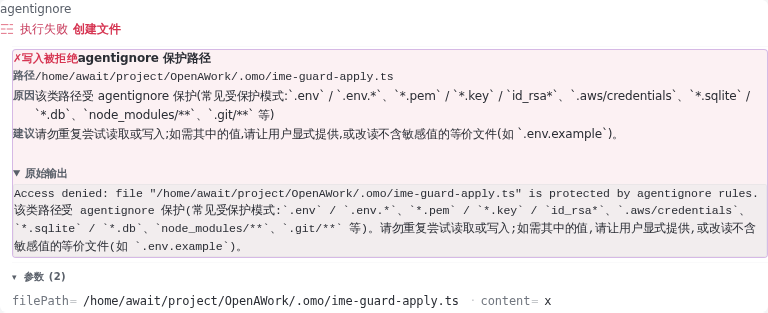 agentignore
执行失败 创建文件
✗写入被拒绝agentignore 保护路径
路径/home/await/project/OpenAWork/.omo/ime-guard-apply.ts
原因该类路径受 agentignore 保护(常见受保护模式:`.env` / `.env.*`、`*.pem` / `*.key` / `id_rsa*`、`.aws/credentials`、`*.sqlite` /
`*.db`、`node_modules/**`、`.git/**` 等)
建议请勿重复尝试读取或写入;如需其中的值,请让用户显式提供,或改读不含敏感值的等价文件(如 `.env.example`)。
▼ 原始输出
Access denied: file "/home/await/project/OpenAWork/.omo/ime-guard-apply.ts" is protected by agentignore rules.
该类路径受 agentignore 保护(常见受保护模式:`.env` / `.env.*`、`*.pem` / `*.key` / `id_rsa*`、`.aws/credentials`、
`*.sqlite` / `*.db`、`node_modules/**`、`.git/**` 等)。请勿重复尝试读取或写入;如需其中的值,请让用户显式提供,或改读不含
敏感值的等价文件(如 `.env.example`)。
▾ 参数 (2)
filePath= /home/await/project/OpenAWork/.omo/ime-guard-apply.ts · content= x